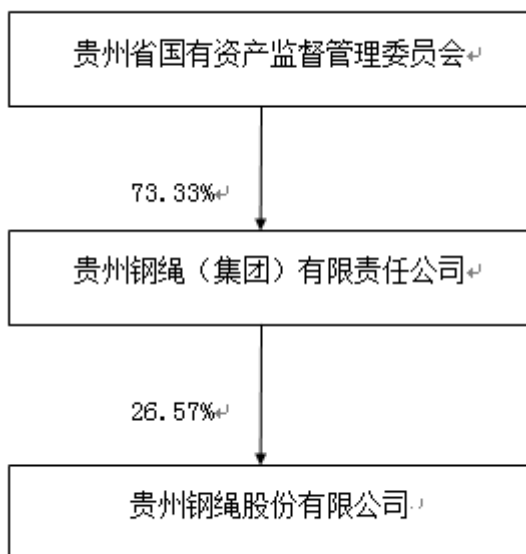 贵州省国有资产监督管理委员会
73.33%
贵州钢绳（集团）有限责任公司
26.57%
贵州钢绳股份有限公司